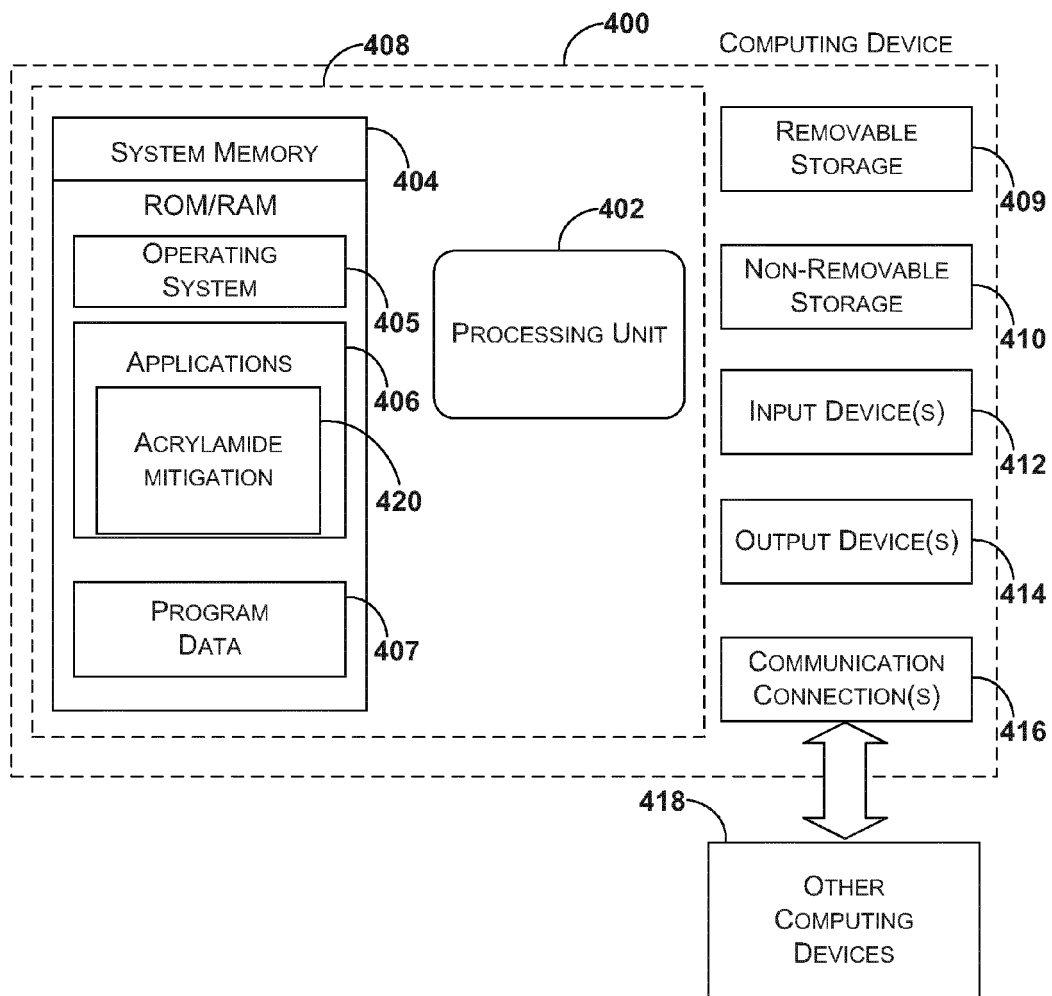 400
COMPUTING DEVICE
408
SYSTEM MEMORY
404
ROM/RAM
OPERATING
SYSTEM
405
APPLICATIONS
406
ACRYLAMIDE
MITIGATION
420
PROGRAM
DATA
407
402
PROCESSING UNIT
REMOVABLE
STORAGE
409
NON-REMOVABLE
STORAGE
410
INPUT DEVICE(S)
412
OUTPUT DEVICE(S)
414
COMMUNICATION
CONNECTION(S)
416
418
OTHER
COMPUTING
DEVICES